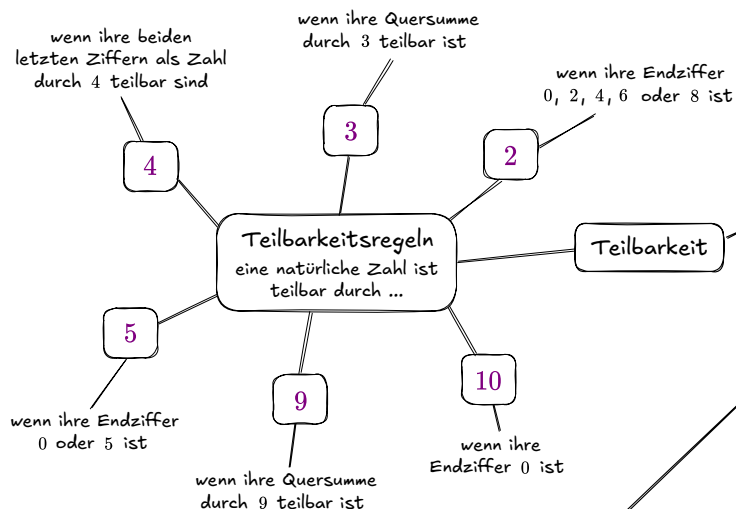 wenn ihre Quersumme
durch 3 teilbar ist
wenn ihre beiden
letzten Ziffern als Zahl
durch 4 teilbar sind
wenn ihre Endziffer
0, 2, 4, 6 oder 8 ist
3
2
4
Teilbarkeitsregeln
eine natürliche Zahl ist
teilbar durch ...
Teilbarkeit
5
10
9
wenn ihre Endziffer
0 oder 5 ist
wenn ihre
Endziffer 0 ist
wenn ihre Quersumme
durch 9 teilbar ist